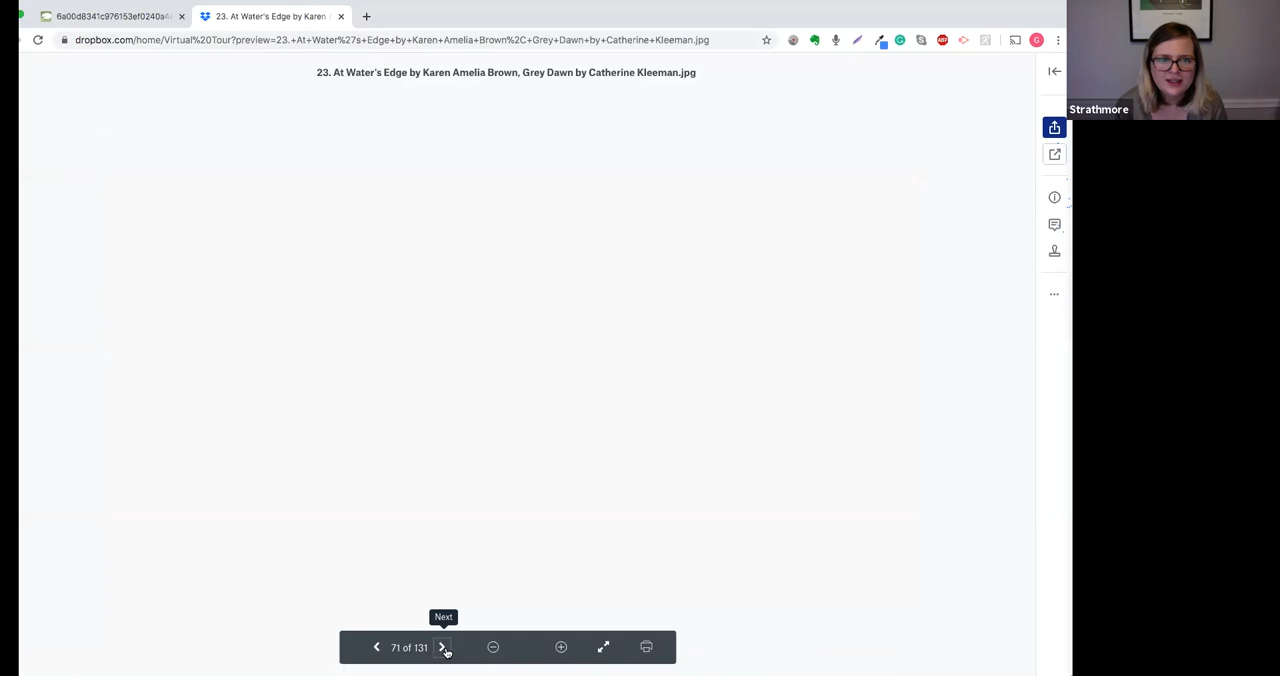 6a00d8341c976153ef0240a4
23. At Water's Edge by Karen A
dropbox.com/home/Virtual%20Tour?preview=23.+At+Water%27s+Edge+by+Karen+Amelia+Brown%2C+Grey+Dawn+by+Catherine+Kleeman.jpg
ABP
G
23. At Water's Edge by Karen Amelia Brown, Grey Dawn by Catherine Kleeman.jpg
Strathmore
Next
71 of 131